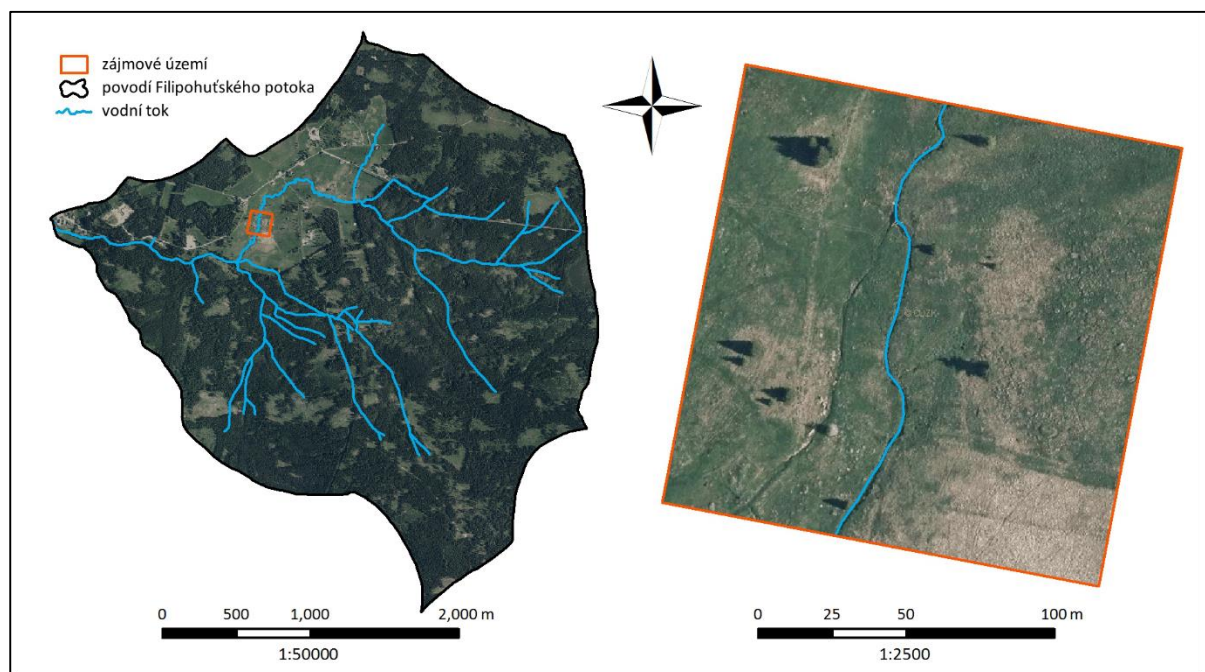 zájmové území
povodí Filipohuťského potoka
vodní tok
0 500 1,000 2,000 m
1:50000
0 25 50 100 m
1:2500